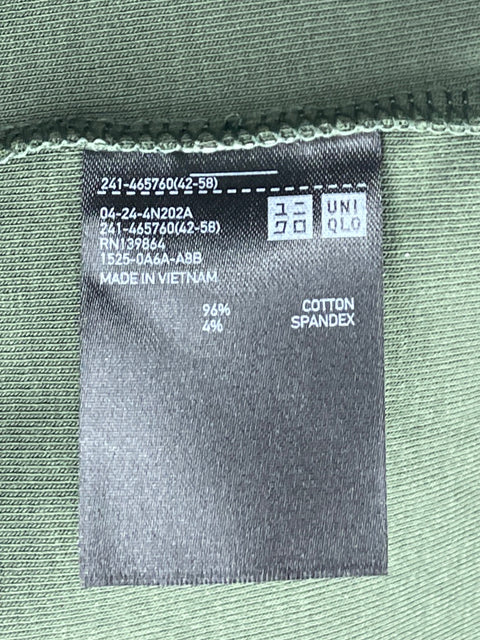 241-465760(42-58)
04-24-4N202A
241-465760(42-58)
RN139864
1525-0A6A-A9B
MADE IN VIETNAM
ユニ
クロ
UNI
QLO
96% COTTON
4% SPANDEX